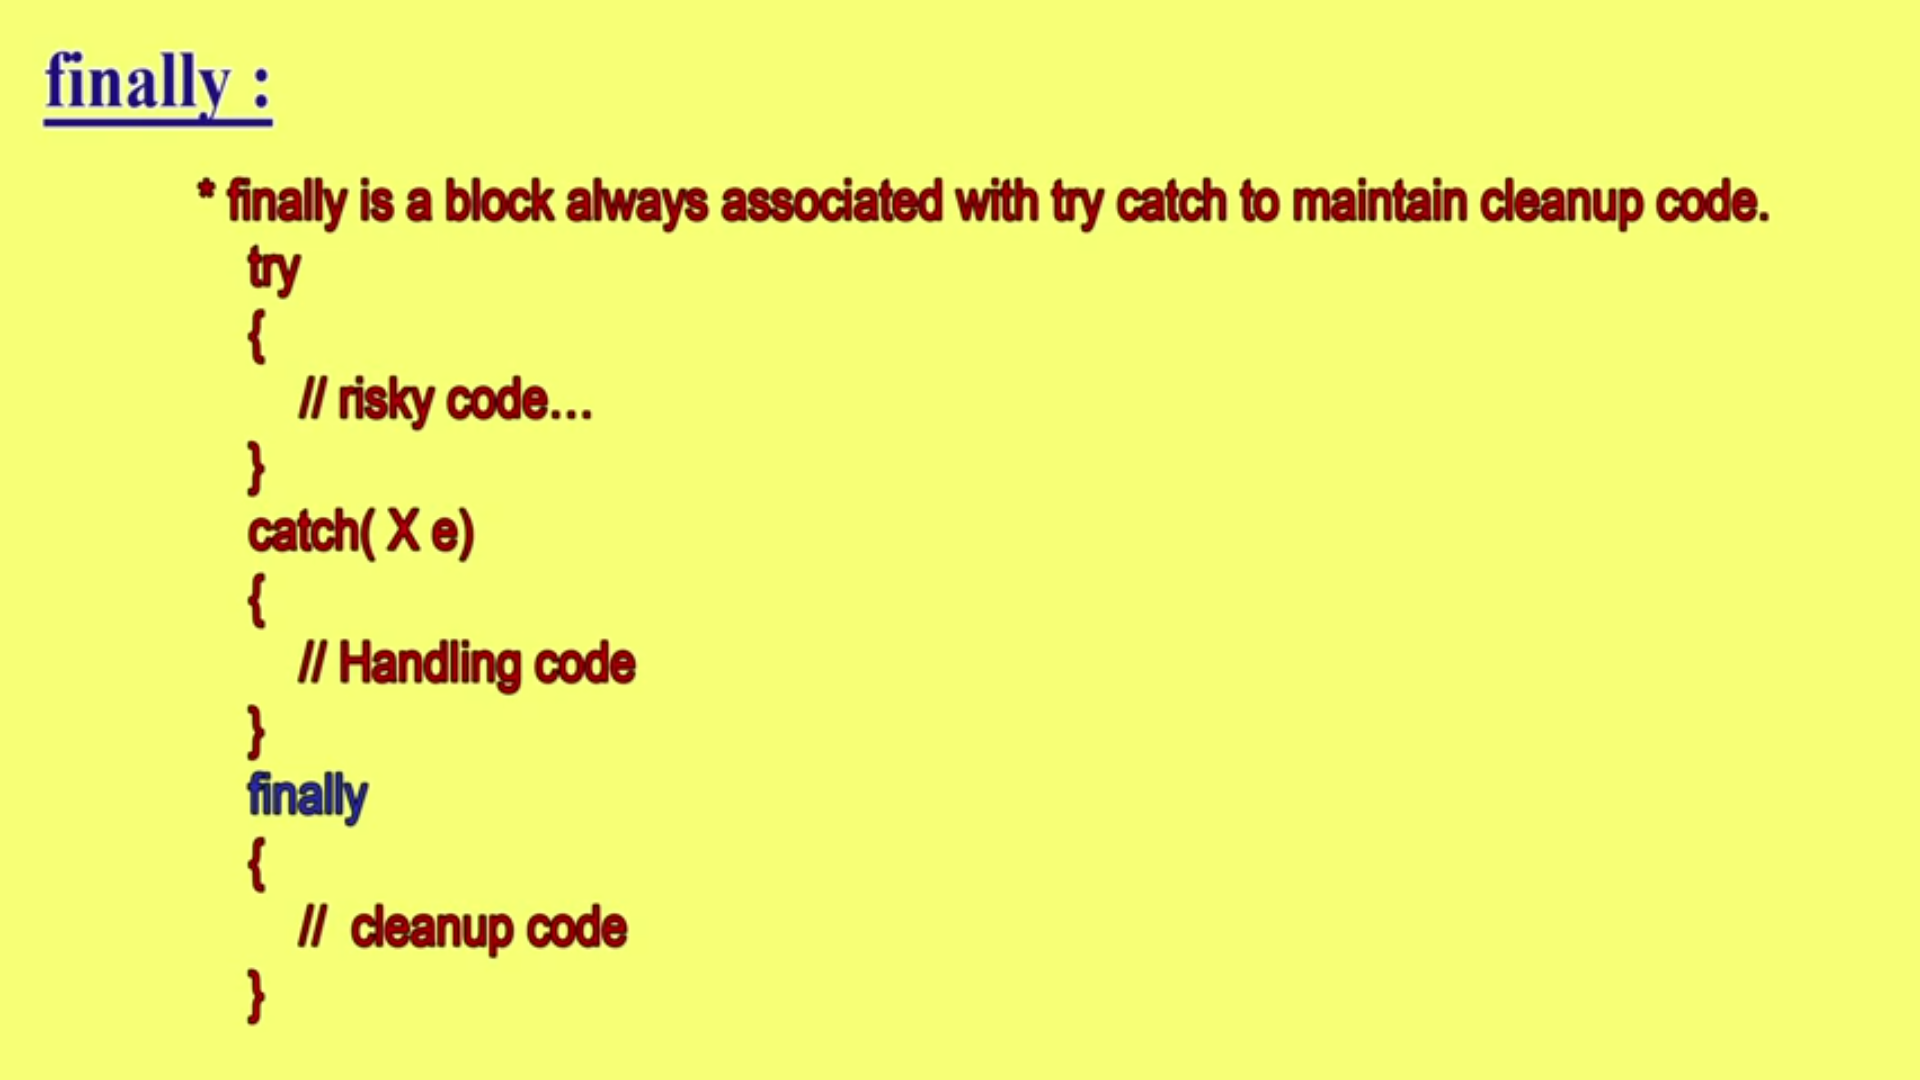 finally :
* finally is a block always associated with try catch to maintain cleanup code.
try
{
// risky code...
}
catch( X e)
{
// Handling code
}
finally
{
//  cleanup code
}